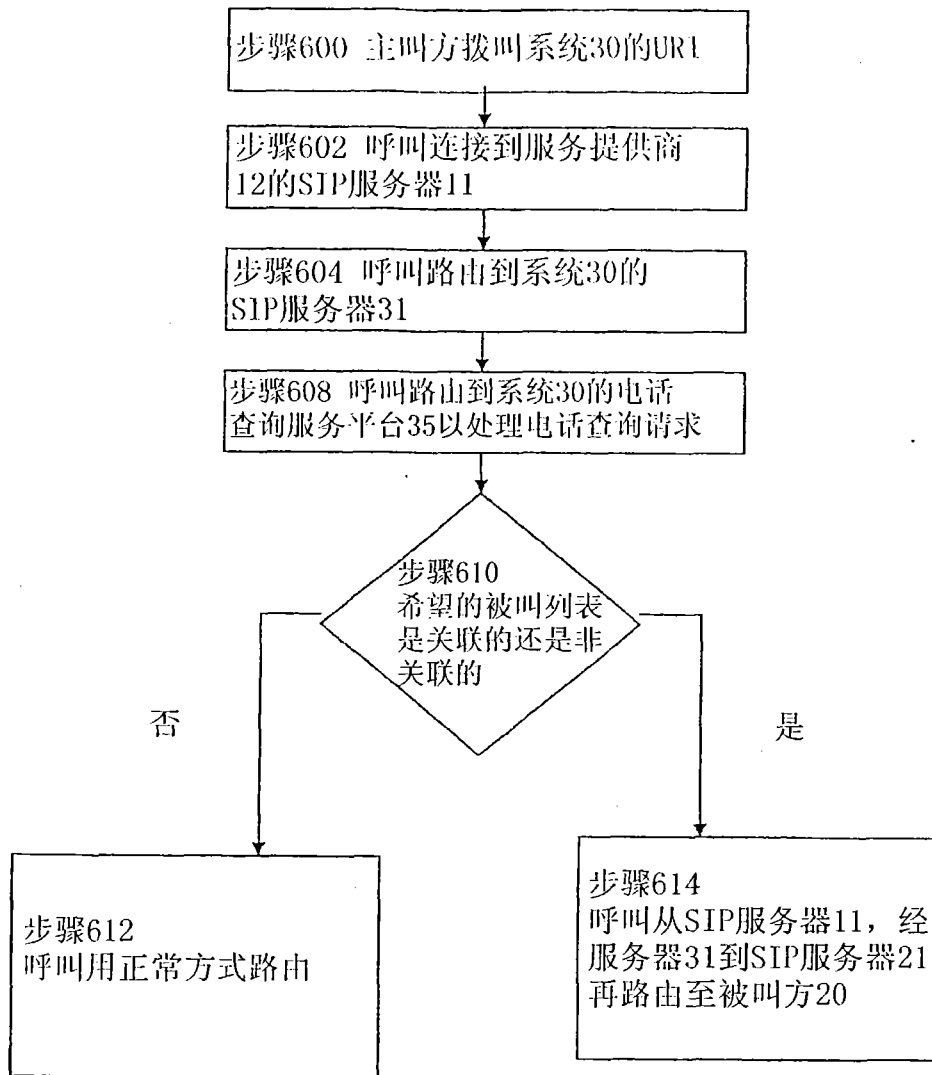 步骤600 主叫方拨叫系统30的URI
步骤602 呼叫连接到服务提供商
12的SIP服务器11
步骤604 呼叫路由到系统30的
SIP服务器31
步骤608 呼叫路由到系统30的电话
查询服务平台35以处理电话查询请求
步骤610
希望的被叫列表
是关联的还是非
关联的
否
是
步骤612
呼叫用正常方式路由
步骤614
呼叫从SIP服务器11，经
服务器31到SIP服务器21
再路由至被叫方20